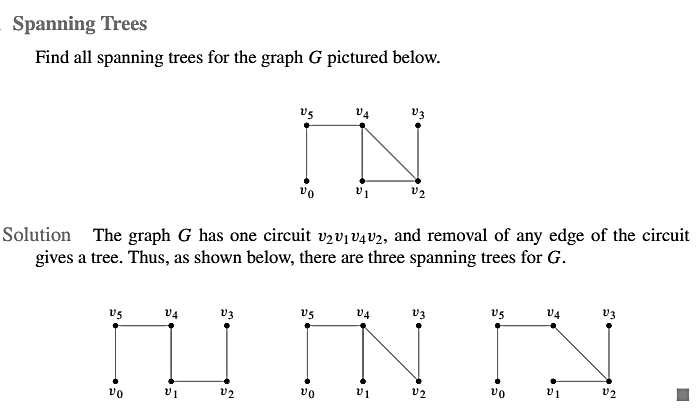 Spanning Trees
Find all spanning trees for the graph G pictured below.
v5 v4 v3
v0 v1 v2
Solution The graph G has one circuit v2v1v4v2, and removal of any edge of the circuit
gives a tree. Thus, as shown below, there are three spanning trees for G.
v5 v4 v3 v5 v4 v3 v5 v4 v3
v0 v1 v2 v0 v1 v2 v0 v1 v2